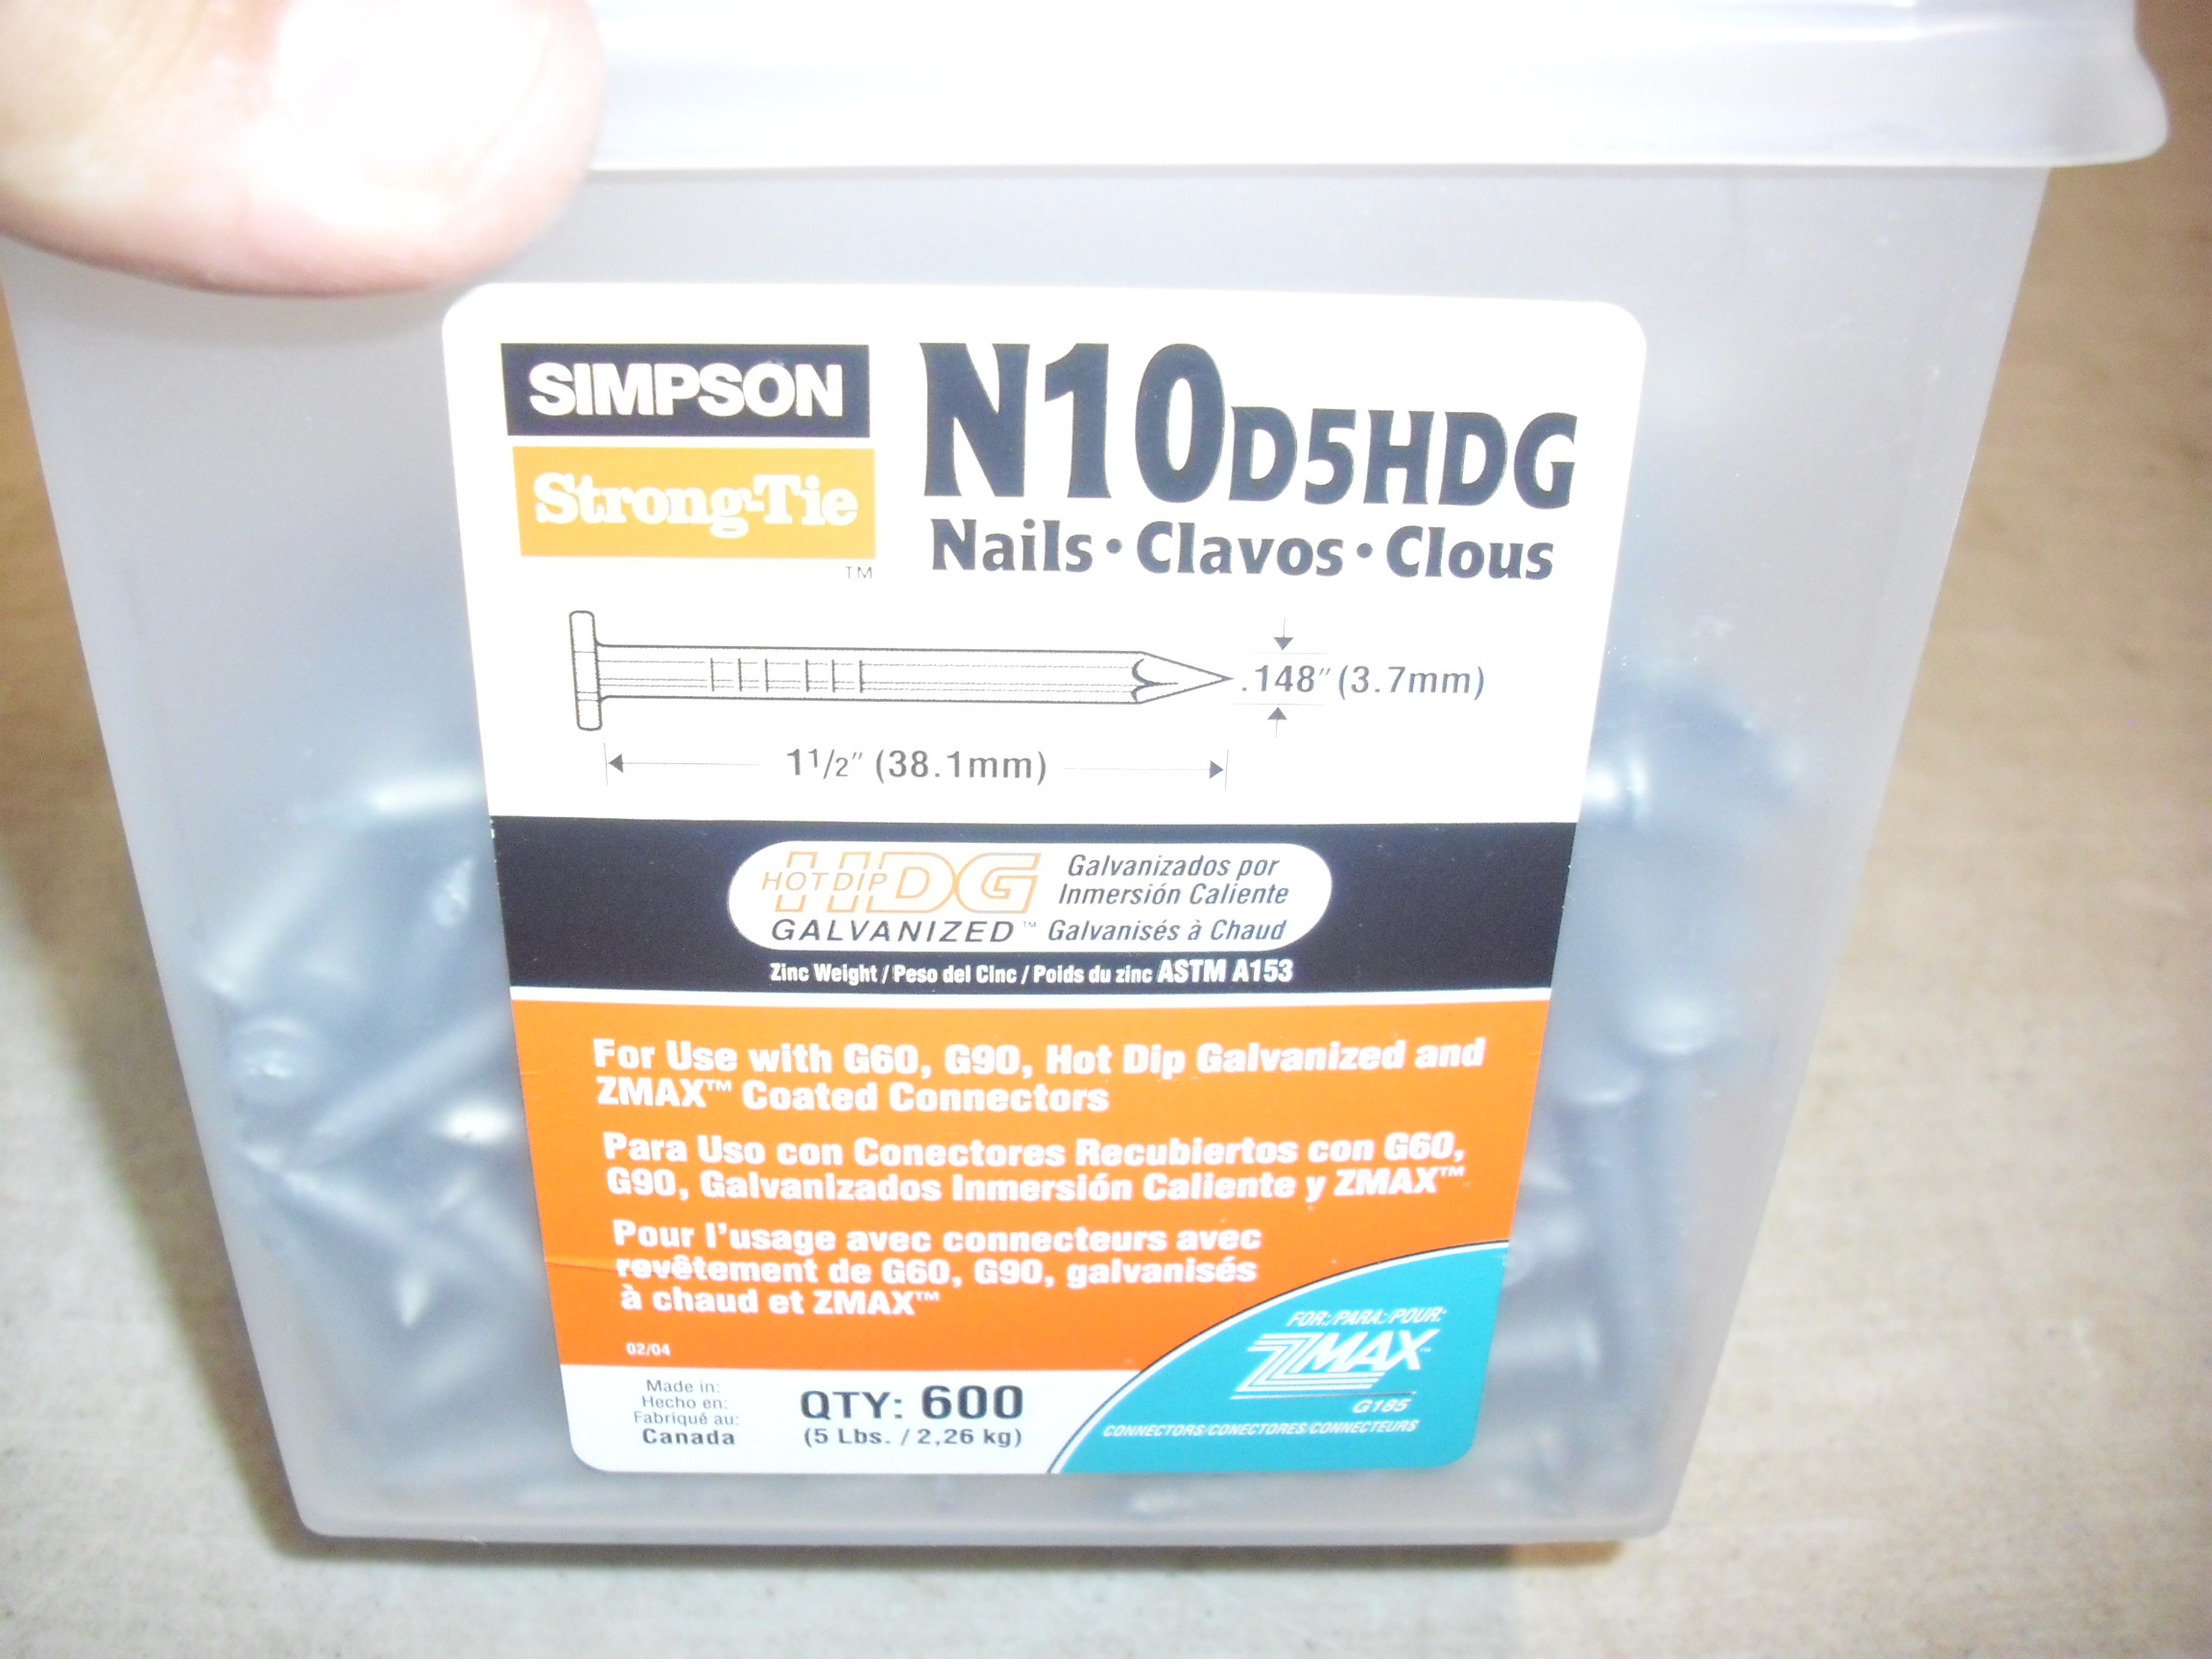 SIMPSON
Strong-Tie
TM
N10D5HDG
Nails • Clavos • Clous
.148" (3.7mm)
1 1/2" (38.1mm)
HDG
HOT DIP
GALVANIZED™
Galvanizados por
Inmersión Caliente
Galvanisés à Chaud
Zinc Weight / Peso del Cinc / Poids du zinc ASTM A153
For Use with G60, G90, Hot Dip Galvanized and
ZMAX™ Coated Connectors
Para Uso con Conectores Recubiertos con G60,
G90, Galvanizados Inmersión Caliente y ZMAX™
Pour l'usage avec connecteurs avec
revêtement de G60, G90, galvanisés
à chaud et ZMAX™
02/04
Made in:
Hecho en:
Fabriqué au:
Canada
QTY: 600
(5 Lbs. / 2,26 kg)
FOR:/PARA:/POUR:
ZMAX™
G185
CONNECTORS/CONECTORES/CONNECTEURS